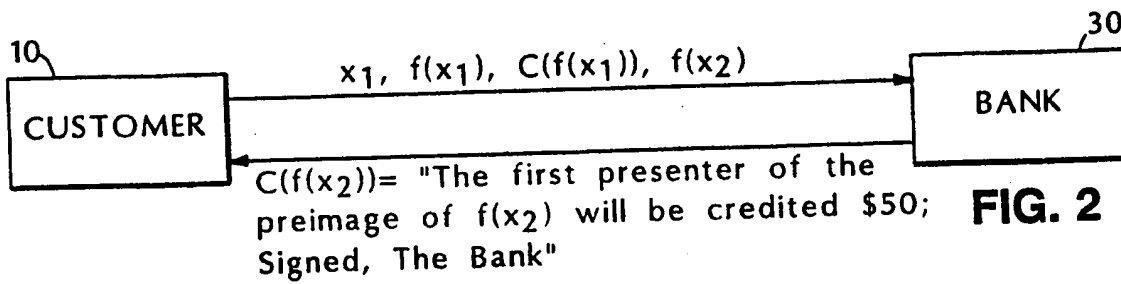 10
30
x1, f(x1), C(f(x1)), f(x2)
CUSTOMER
BANK
C(f(x2))= "The first presenter of the
preimage of f(x2) will be credited $50;
Signed, The Bank"
FIG. 2